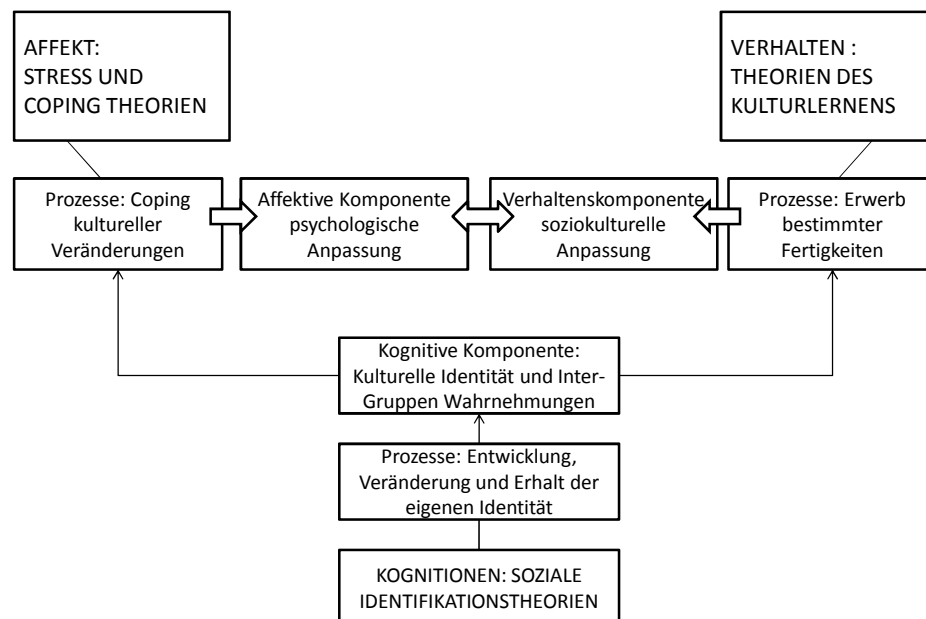 AFFEKT:
STRESS UND
COPING THEORIEN
VERHALTEN :
THEORIEN DES
KULTURLERNENS
Prozesse: Coping
kultureller
Veränderungen
Affektive Komponente
psychologische
Anpassung
Verhaltenskomponente
soziokulturelle
Anpassung
Prozesse: Erwerb
bestimmter
Fertigkeiten
Kognitive Komponente:
Kulturelle Identität und Inter-
Gruppen Wahrnehmungen
Prozesse: Entwicklung,
Veränderung und Erhalt der
eigenen Identität
KOGNITIONEN: SOZIALE
IDENTIFIKATIONSTHEORIEN